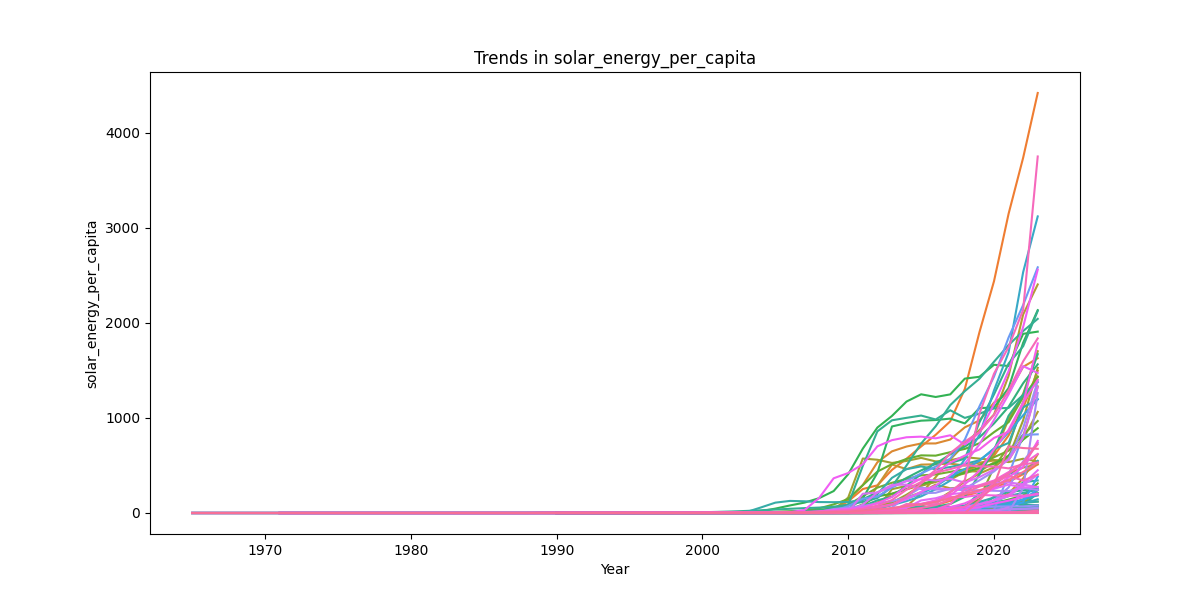 Trends in solar_energy_per_capita
4000
3000
2000
1000
0
solar_energy_per_capita
1970 1980 1990 2000 2010 2020
Year